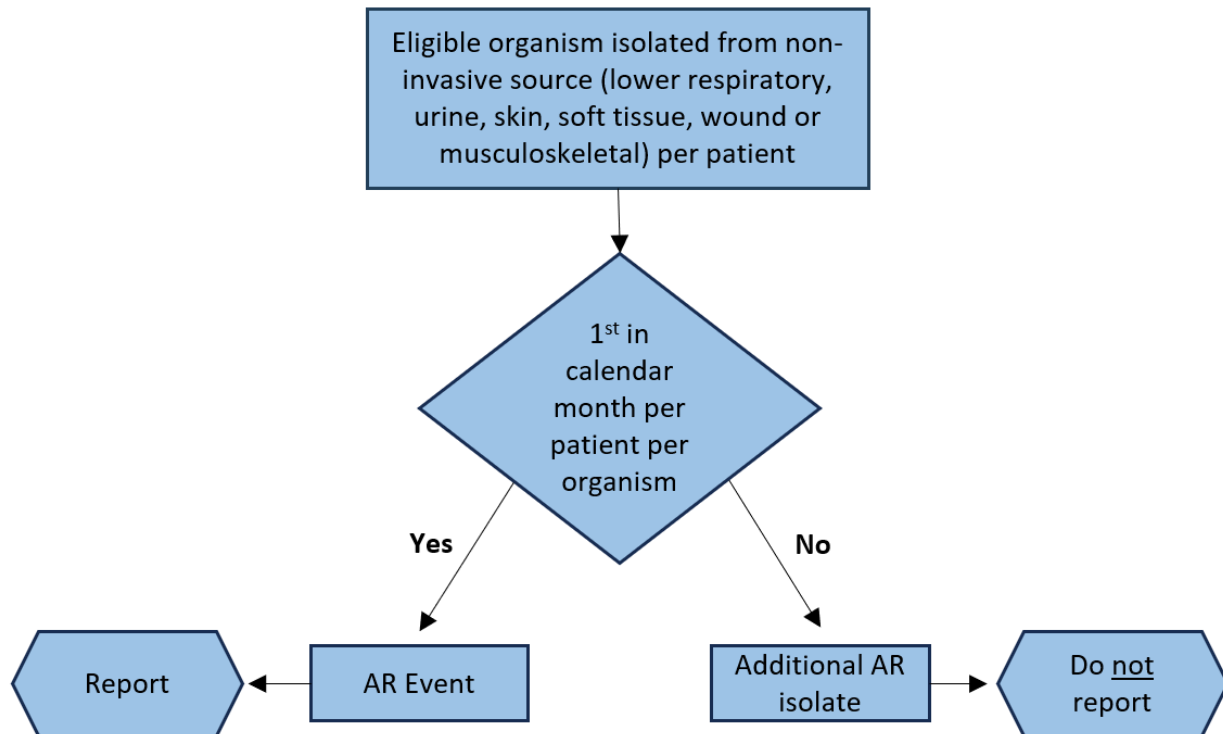 Eligible organism isolated from non-
invasive source (lower respiratory,
urine, skin, soft tissue, wound or
musculoskeletal) per patient
1st in
calendar
month per
patient per
organism
Yes
No
Report
AR Event
Additional AR
isolate
Do not
report